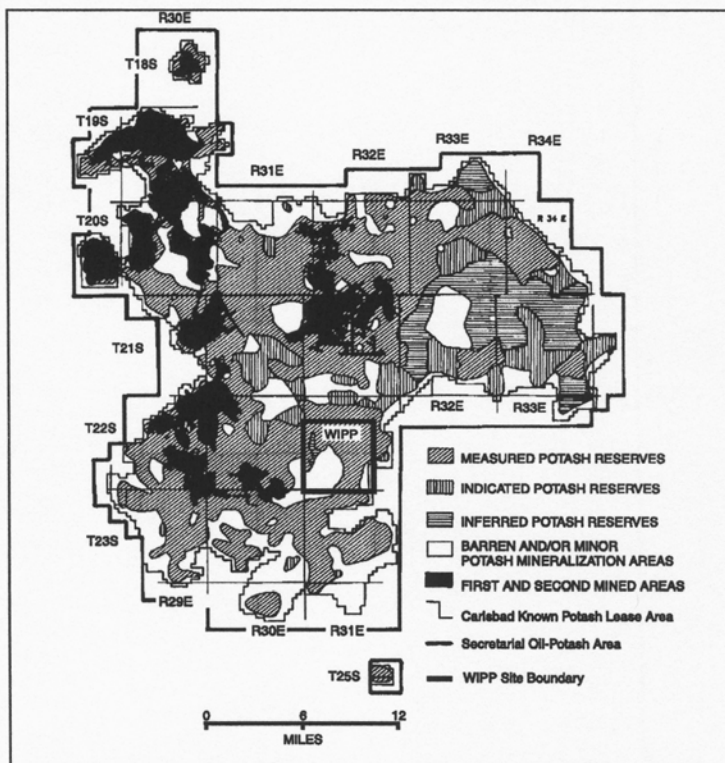 R30E
T18S
T19S
R33E
R34E
R32E
R31E
T20S
R 34 E
T21S
R32E
R33E
T22S
WIPP
MEASURED POTASH RESERVES
INDICATED POTASH RESERVES
INFERRED POTASH RESERVES
T23S
BARREN AND/OR MINOR
POTASH MINERALIZATION AREAS
FIRST AND SECOND MINED AREAS
R29E
Carlsbad Known Potash Lease Area
R30E
R31E
Secretarial Oil-Potash Area
T25S
WIPP Site Boundary
0 6 12
MILES